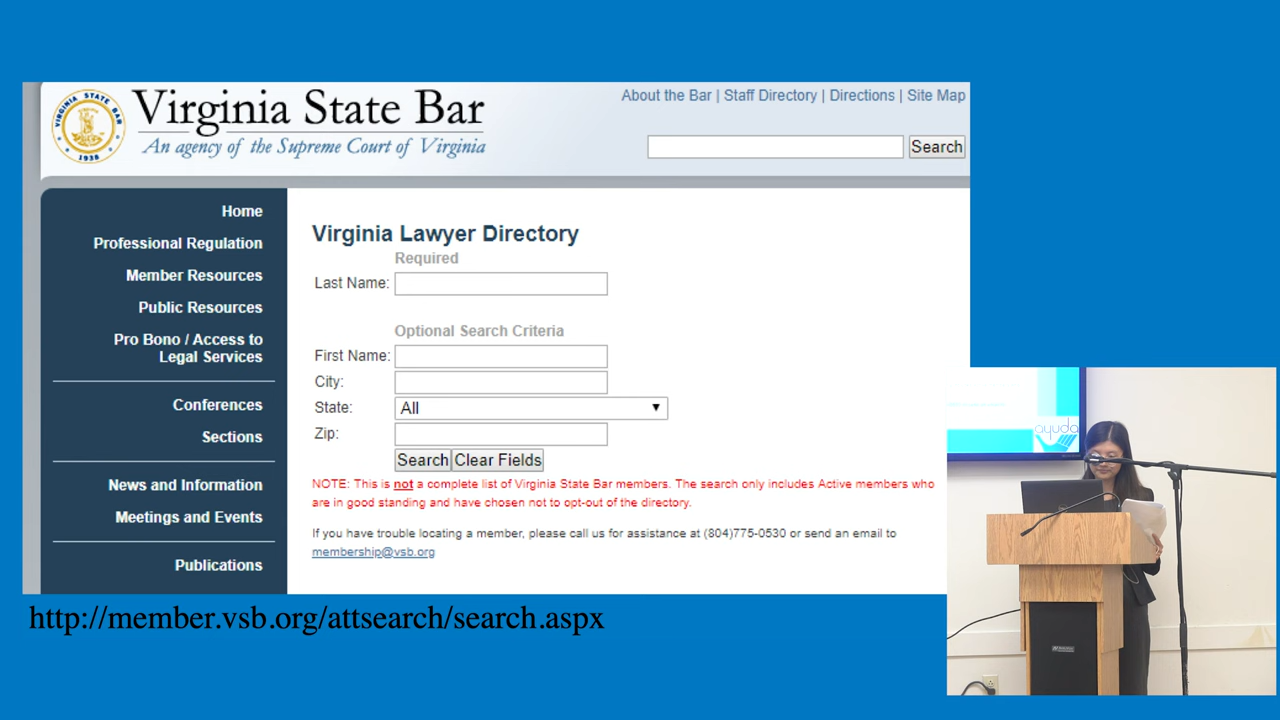 VIRGINIA STATE BAR
1938
Virginia State Bar
An agency of the Supreme Court of Virginia
About the Bar | Staff Directory | Directions | Site Map
Search
Home
Professional Regulation
Member Resources
Public Resources
Pro Bono / Access to
Legal Services
Conferences
Sections
News and Information
Meetings and Events
Publications
Virginia Lawyer Directory
Required
Last Name:
Optional Search Criteria
First Name:
City:
State: All
Zip:
Search Clear Fields
NOTE: This is not a complete list of Virginia State Bar members. The search only includes Active members who
are in good standing and have chosen not to opt-out of the directory.
If you have trouble locating a member, please call us for assistance at (804)775-0530 or send an email to
membership@vsb.org
http://member.vsb.org/attsearch/search.aspx
ayuda